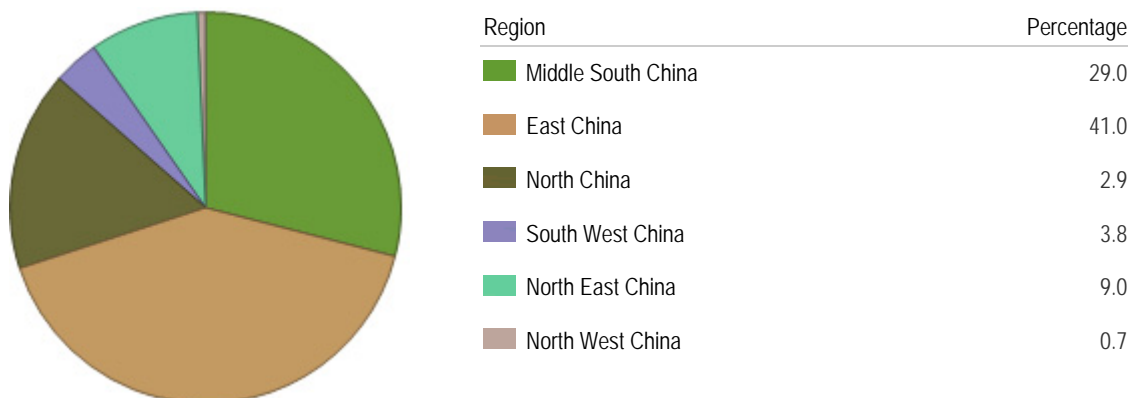 Region Percentage
Middle South China 29.0
East China 41.0
North China 2.9
South West China 3.8
North East China 9.0
North West China 0.7